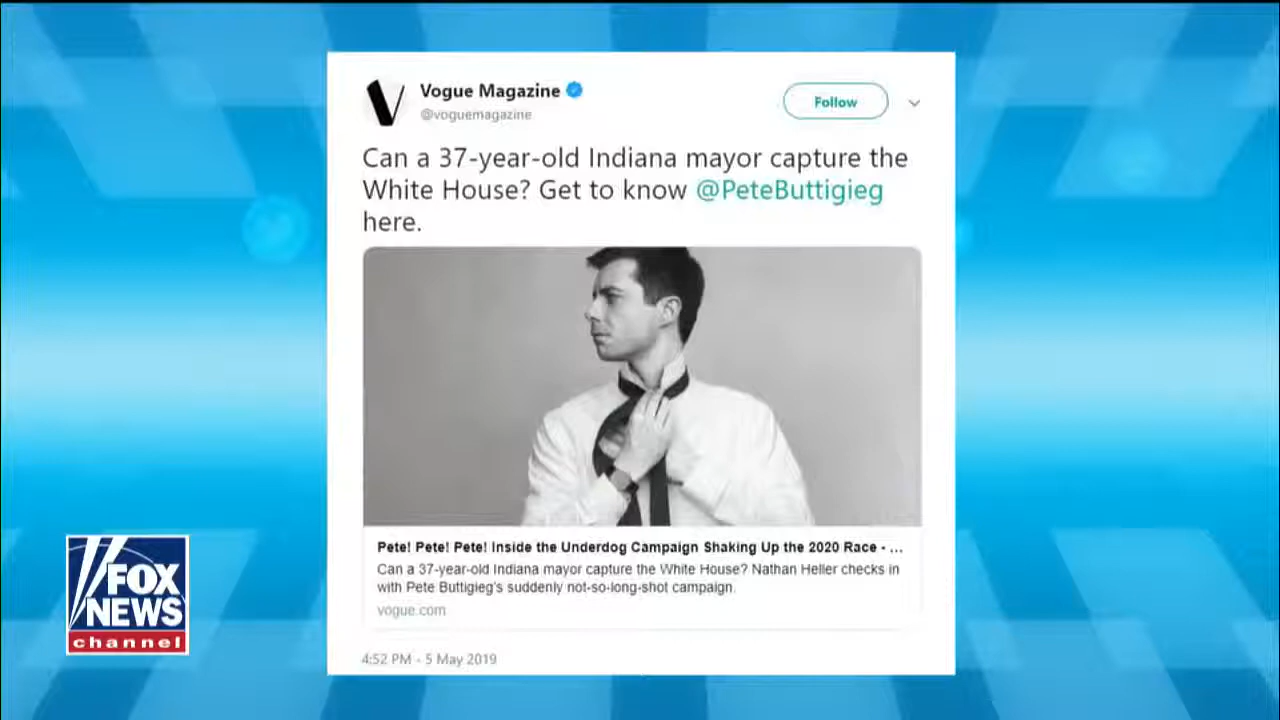 Vogue Magazine
@voguemagazine
Follow
Can a 37-year-old Indiana mayor capture the
White House? Get to know @PeteButtigieg
here.
Pete! Pete! Pete! Inside the Underdog Campaign Shaking Up the 2020 Race - ...
Can a 37-year-old Indiana mayor capture the White House? Nathan Heller checks in
with Pete Buttigieg's suddenly not-so-long-shot campaign.
vogue.com
4:52 PM - 5 May 2019
FOX
NEWS
channel